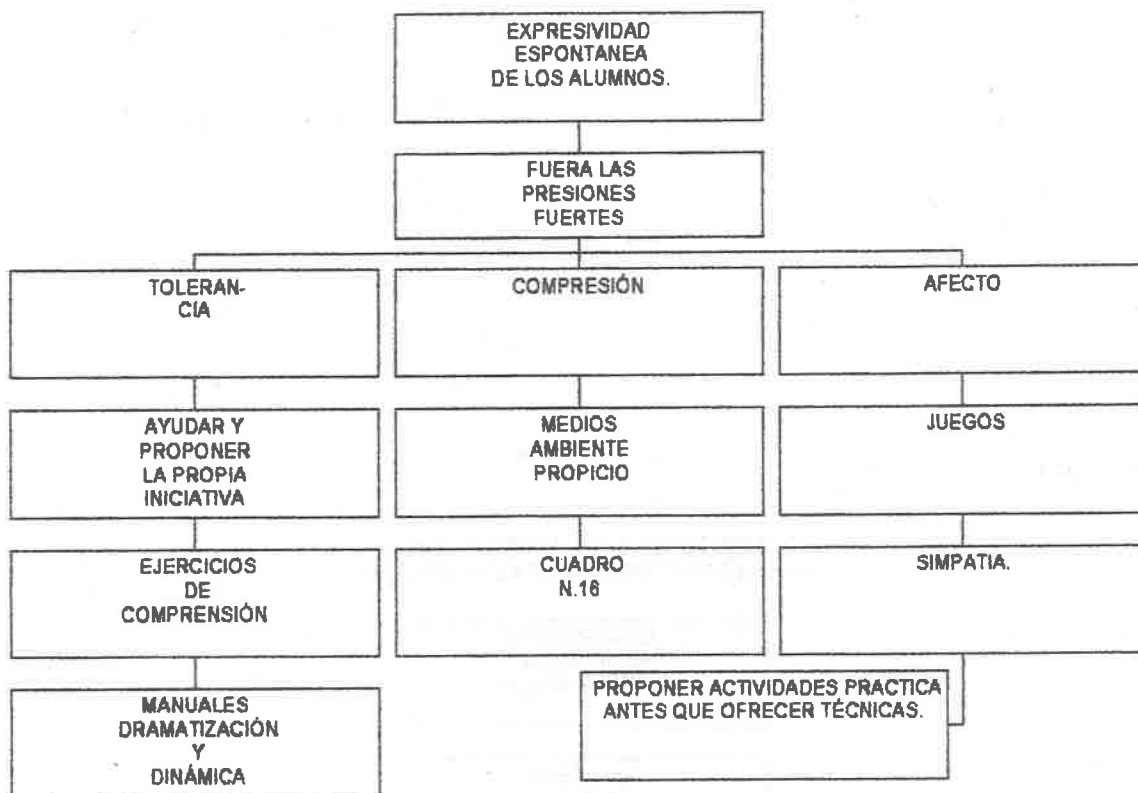 EXPRESIVIDAD
ESPONTANEA
DE LOS ALUMNOS.
FUERA LAS
PRESIONES
FUERTES
TOLERAN-
CIA
COMPRESIÓN
AFECTO
AYUDAR Y
PROPONER
LA PROPIA
INICIATIVA
MEDIOS
AMBIENTE
PROPICIO
JUEGOS
EJERCICIOS
DE
COMPRENSIÓN
CUADRO
N.16
SIMPATIA.
MANUALES
DRAMATIZACIÓN
Y
DINÁMICA
PROPONER ACTIVIDADES PRACTICA
ANTES QUE OFRECER TÉCNICAS.